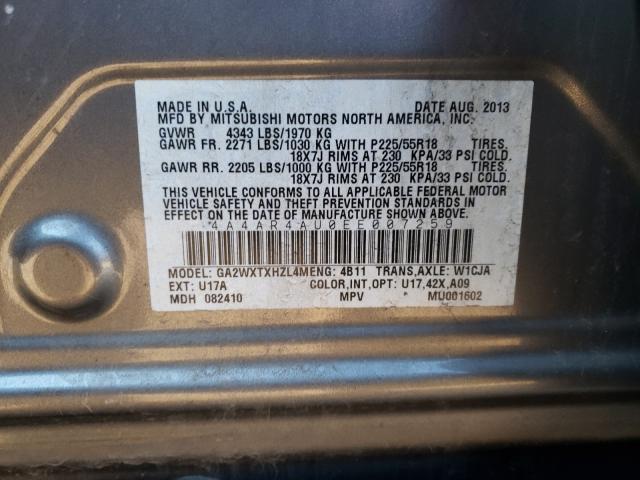 MADE IN U.S.A. DATE AUG. 2013
MFD BY MITSUBISHI MOTORS NORTH AMERICA, INC.
GVWR 4343 LBS/1970 KG
GAWR FR. 2271 LBS/1030 KG WITH P225/55R18 TIRES,
18X7J RIMS AT 230 KPA/33 PSI COLD.
GAWR RR. 2205 LBS/1000 KG WITH P225/55R18 TIRES,
18X7J RIMS AT 230 KPA/33 PSI COLD.
THIS VEHICLE CONFORMS TO ALL APPLICABLE FEDERAL MOTOR
VEHICLE SAFETY AND THEFT PREVENTION STANDARDS IN
EFFECT ON THE DATE OF MANUFACTURE SHOWN ABOVE.
4A4AR4AU0EE007259
MODEL: GA2WXTXHZL4MENG: 4B11 TRANS,AXLE: W1CJA
EXT: U17A COLOR,INT,OPT: U17,42X,A09
MDH 082410 MPV MU001602